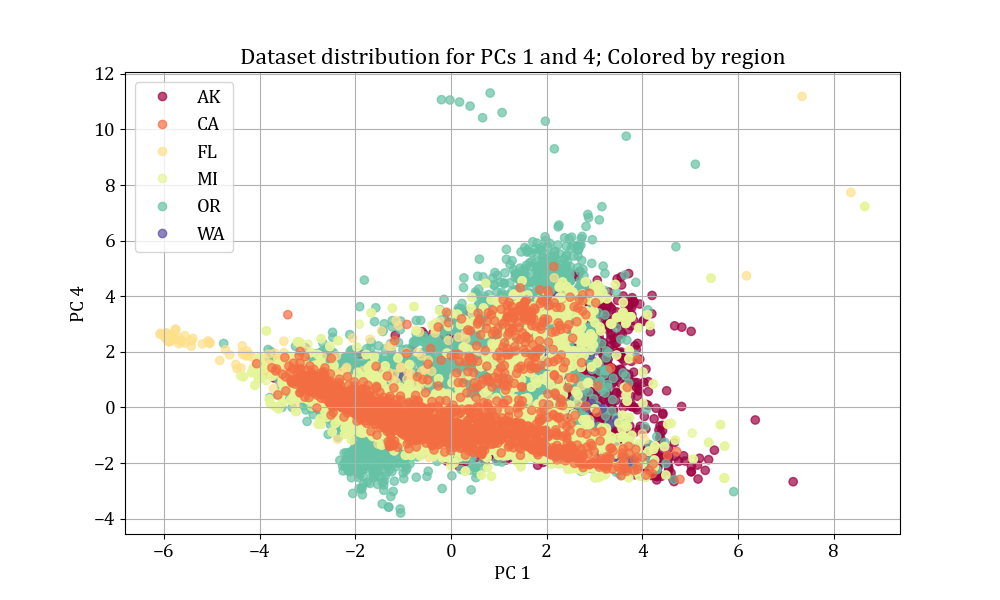 Dataset distribution for PCs 1 and 4; Colored by region
12
10
8
6
4
2
0
−2
−4
PC 4
AK
CA
FL
MI
OR
WA
−6 −4 −2 0 2 4 6 8
PC 1